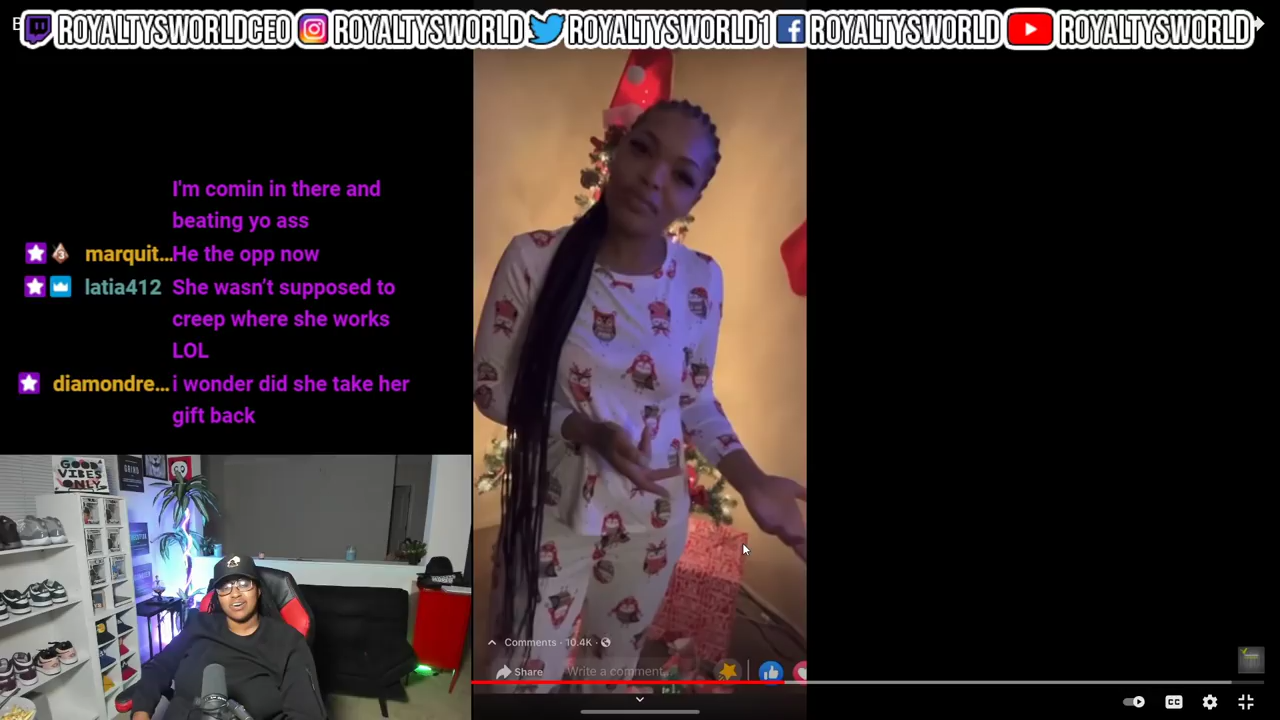 ROYALTYSWORLDCEO ROYALTYSWORLD ROYALTYSWORLD1 ROYALTYSWORLD ROYALTYSWORLD
I'm comin in there and
beating yo ass
marquit... He the opp now
latia412 She wasn't supposed to
creep where she works
LOL
diamondre... i wonder did she take her
gift back
GOOD
VIBES
ONLY
GRIND
Comments · 10.4K ·
Share Write a comment...
CC